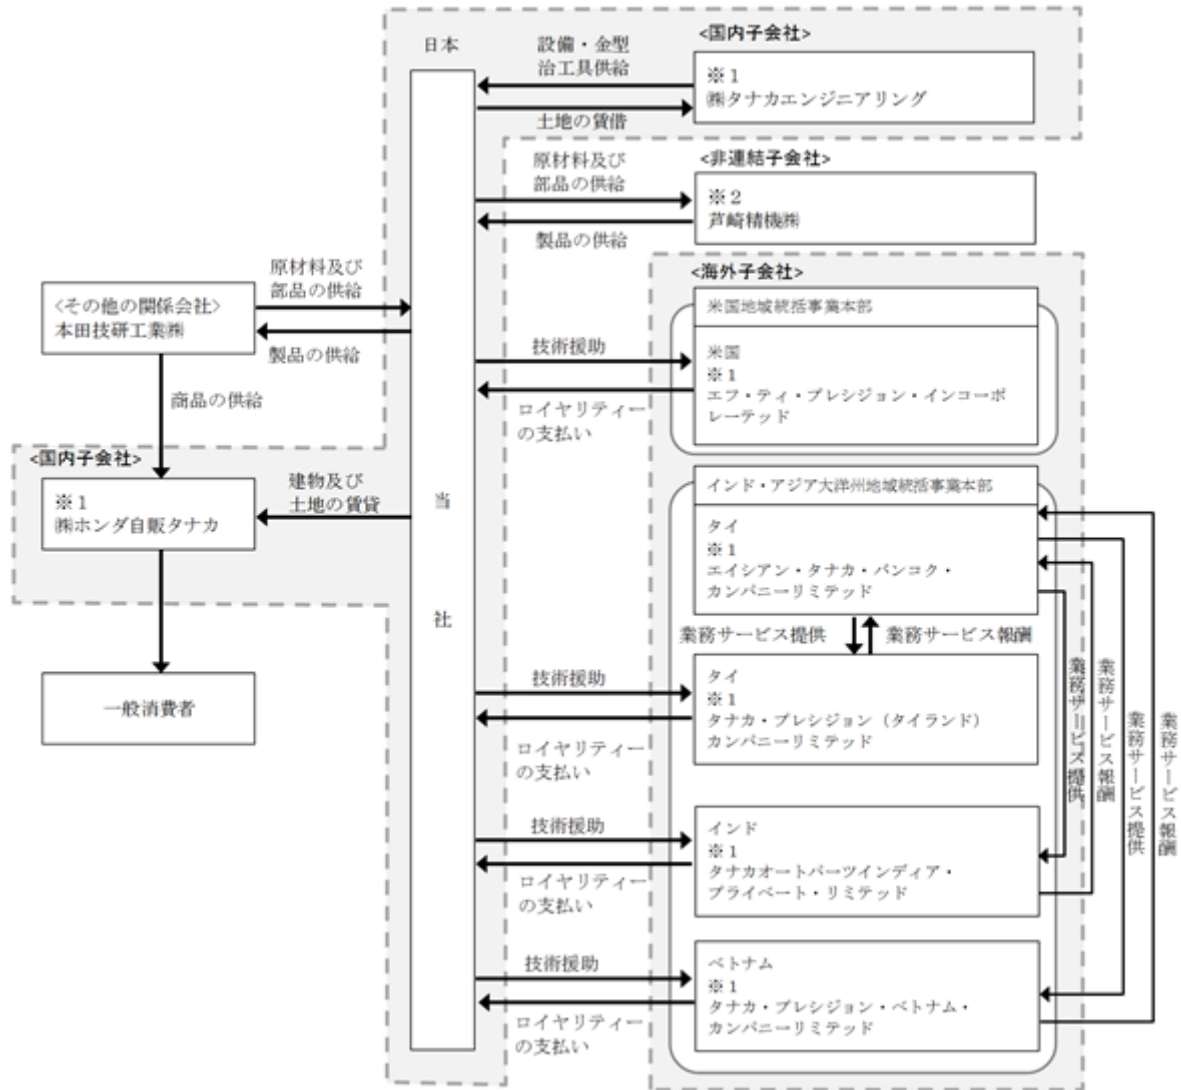 日本
設備・金型
治工具供給
土地の賃借
<国内子会社>
※１
㈱タナカエンジニアリング
原材料及び
部品の供給
製品の供給
<非連結子会社>
※２
芦崎精機㈱
原材料及び
部品の供給
製品の供給
<その他の関係会社>
本田技研工業㈱
商品の供給
<国内子会社>
※１
㈱ホンダ自販タナカ
建物及び
土地の賃貸
一般消費者
当
社
<海外子会社>
米国地域統括事業本部
米国
※１
エフ・ティ・プレシジョン・インコーポ
レーテッド
技術援助
ロイヤリティー
の支払い
インド・アジア大洋州地域統括事業本部
タイ
※１
エイシアン・タナカ・バンコク・
カンパニーリミテッド
業務サービス提供
業務サービス報酬
技術援助
ロイヤリティー
の支払い
タイ
※１
タナカ・プレシジョン（タイランド）
カンパニーリミテッド
技術援助
ロイヤリティー
の支払い
インド
※１
タナカオートパーツインディア・
プライベート・リミテッド
技術援助
ロイヤリティー
の支払い
ベトナム
※１
タナカ・プレシジョン・ベトナム・
カンパニーリミテッド
業務サービス提供
業務サービス報酬
業務サービス提供
業務サービス報酬